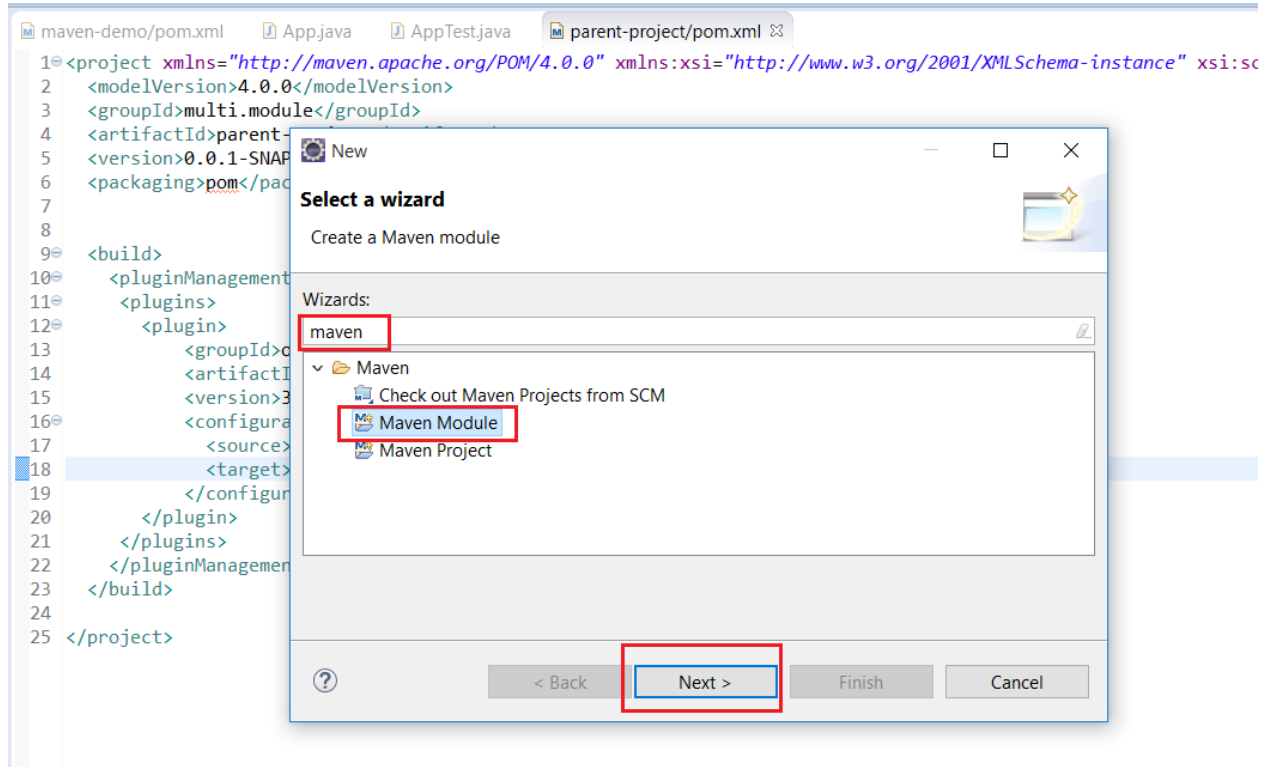 maven-demo/pom.xml App.java AppTest.java parent-project/pom.xml
1 <project xmlns="http://maven.apache.org/POM/4.0.0" xmlns:xsi="http://www.w3.org/2001/XMLSchema-instance" xsi:sc
2 <modelVersion>4.0.0</modelVersion>
3 <groupId>multi.module</groupId>
4 <artifactId>parent-
5 <version>0.0.1-SNAP
6 <packaging>pom</pac
7
8
9 <build>
10 <pluginManagement
11 <plugins>
12 <plugin>
13 <groupId>o
14 <artifactI
15 <version>3
16 <configura
17 <source>
18 <target>
19 </configur
20 </plugin>
21 </plugins>
22 </pluginManagemen
23 </build>
24
25 </project>
New
Select a wizard
Create a Maven module
Wizards:
maven
Maven
Check out Maven Projects from SCM
Maven Module
Maven Project
? < Back Next > Finish Cancel